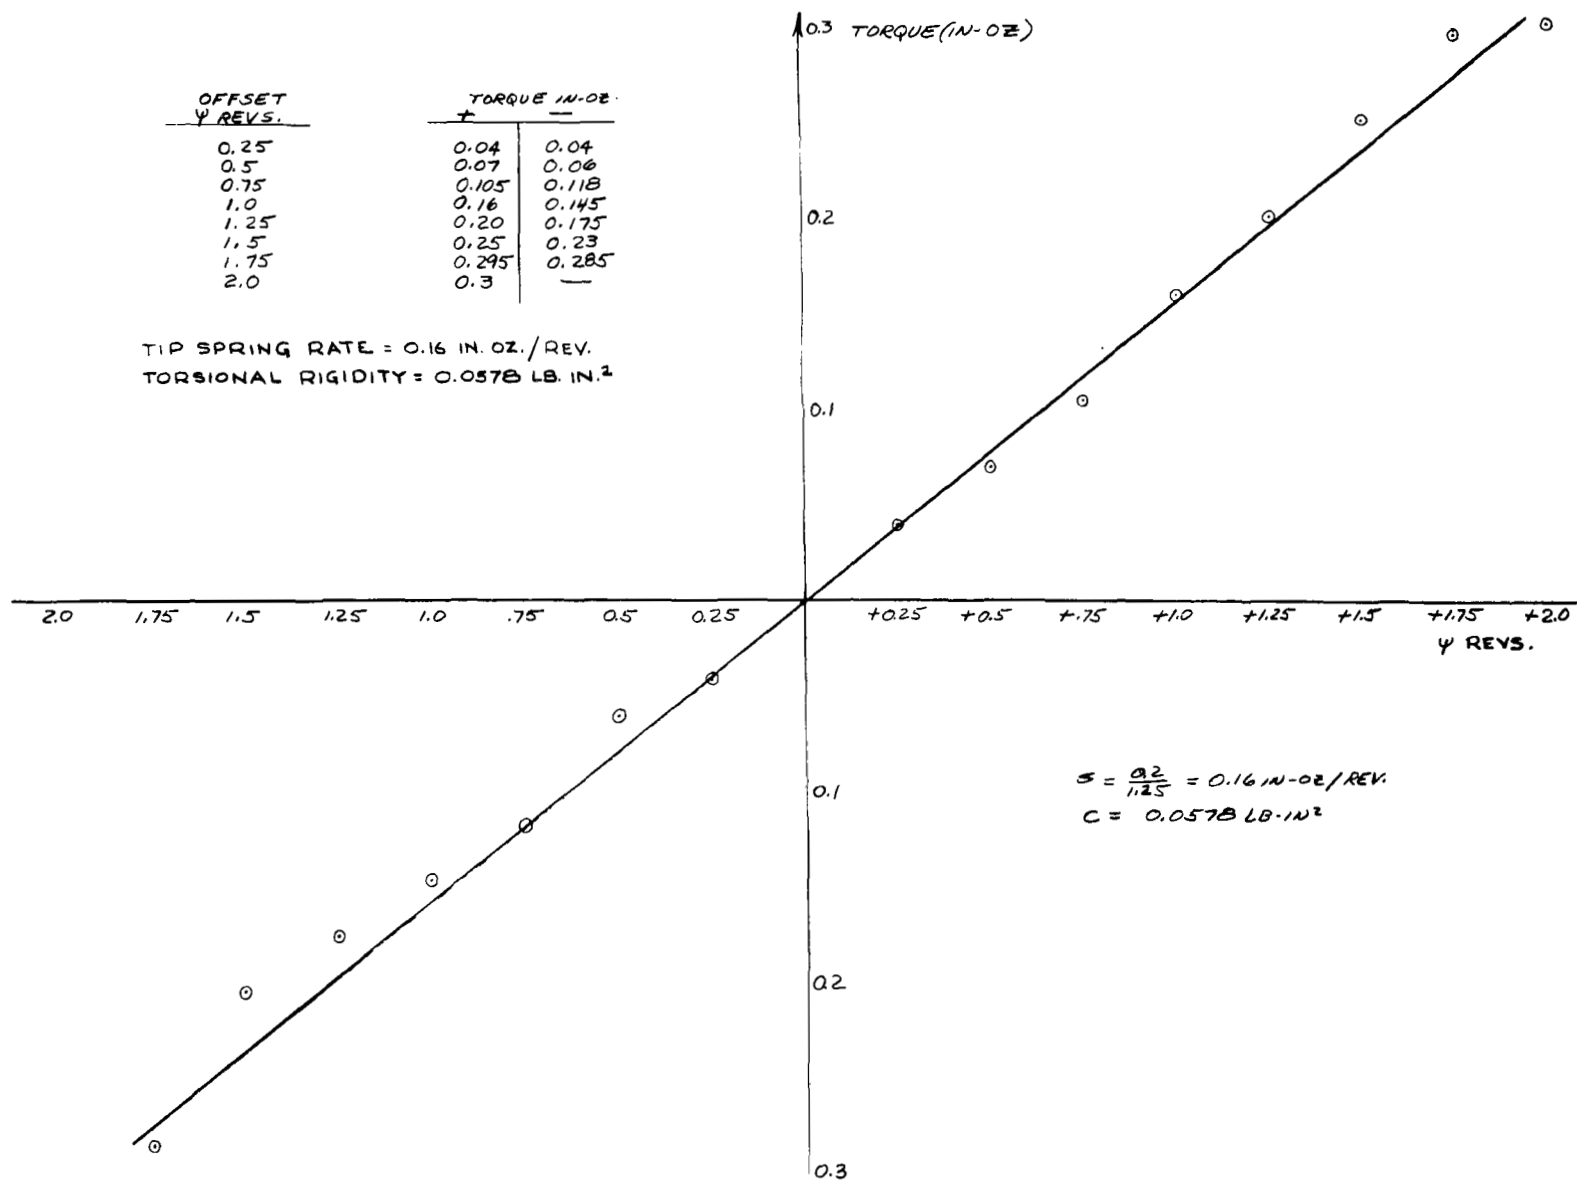 0.3 TORQUE (IN-OZ)
OFFSET TORQUE IN-OZ.
Ψ REVS. + —
0.25 0.04 0.04
0.5 0.07 0.06
0.75 0.105 0.118
1.0 0.16 0.145
1.25 0.20 0.175
1.5 0.25 0.23
1.75 0.295 0.285
2.0 0.3 —
0.2
TIP SPRING RATE = 0.16 IN. OZ./REV.
TORSIONAL RIGIDITY = 0.0578 LB. IN.²
0.1
2.0 1.75 1.5 1.25 1.0 .75 0.5 0.25 +0.25 +0.5 +.75 +1.0 +1.25 +1.5 +1.75 +2.0
Ψ REVS.
0.1
S = 0.2/1.25 = 0.16 IN-OZ/REV.
C = 0.0578 LB-IN²
0.2
0.3